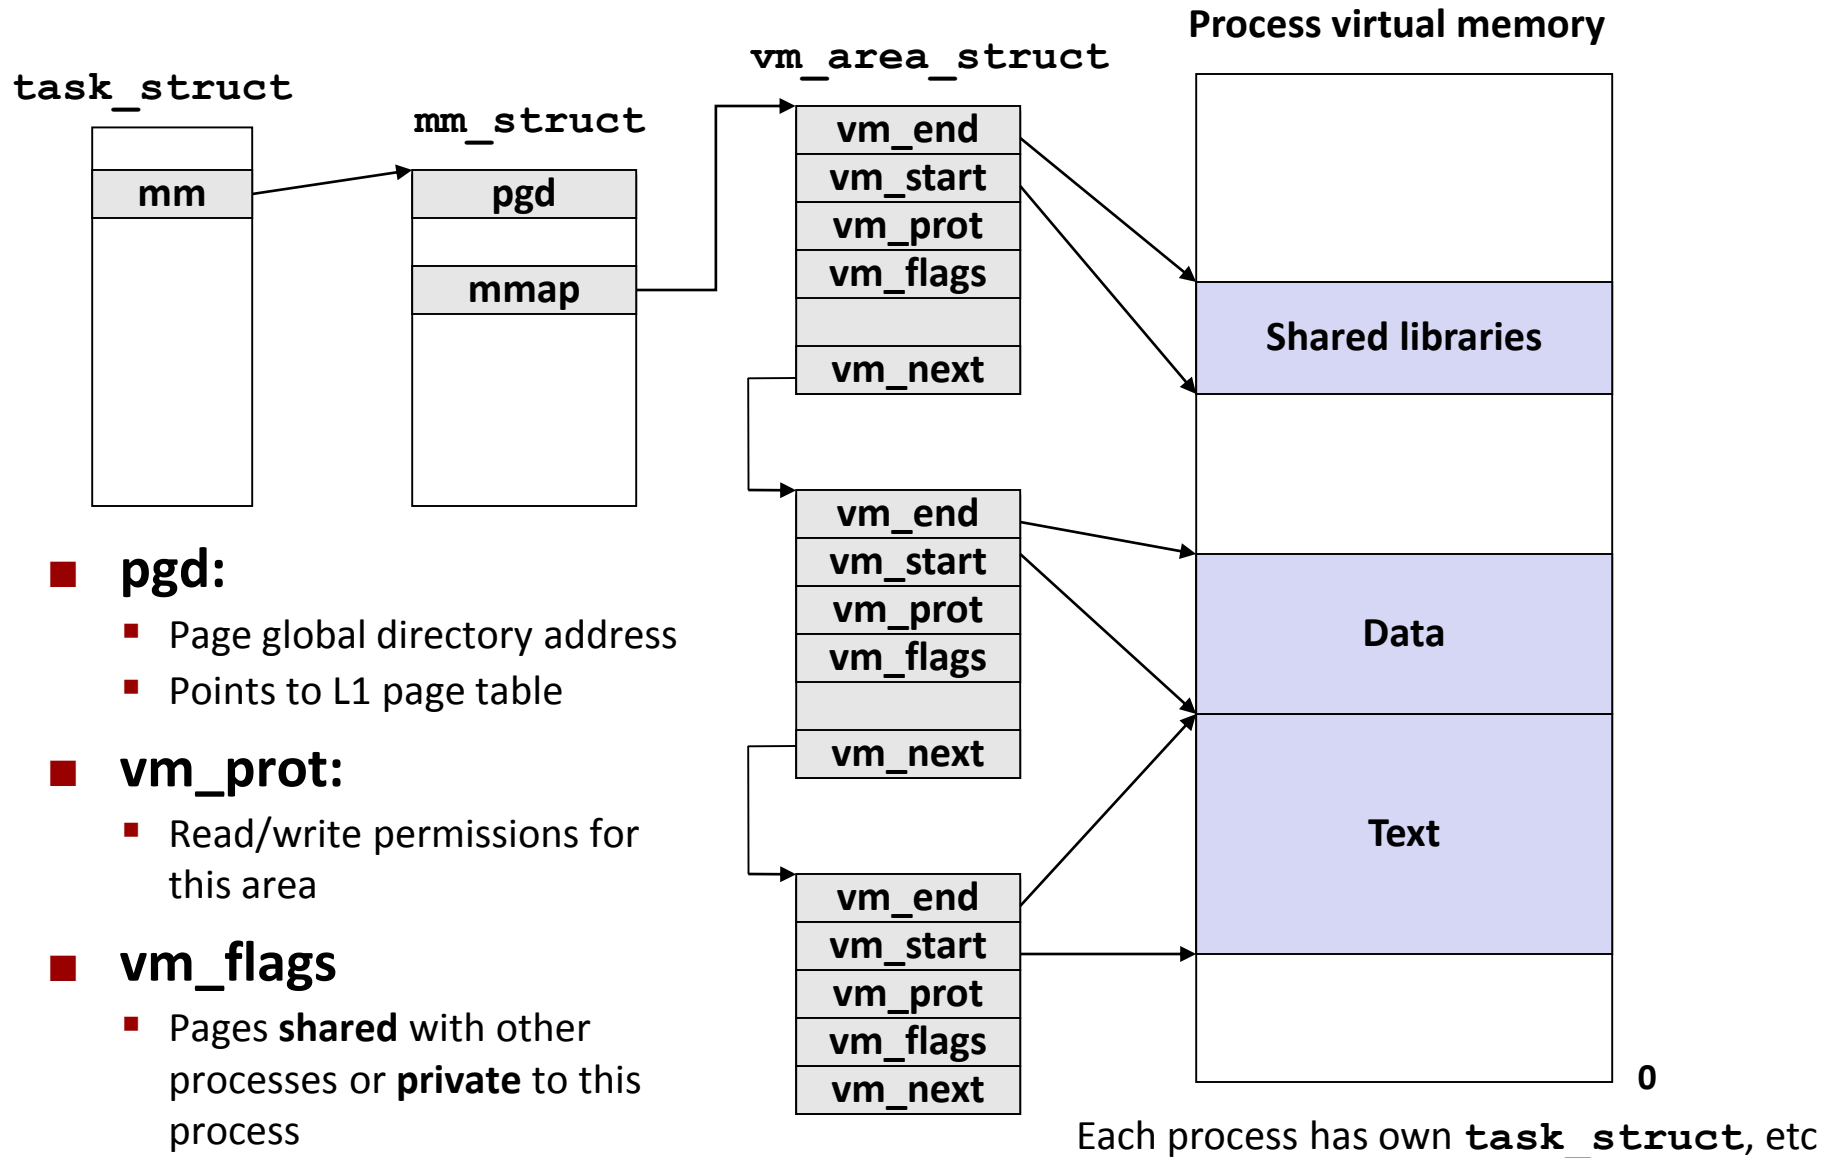 Process virtual memory
vm_area_struct
task_struct
mm_struct
mm
pgd
mmap
vm_end
vm_start
vm_prot
vm_flags
vm_next
vm_end
vm_start
vm_prot
vm_flags
vm_next
vm_end
vm_start
vm_prot
vm_flags
vm_next
Shared libraries
Data
Text
0
pgd:
Page global directory address
Points to L1 page table
vm_prot:
Read/write permissions for
this area
vm_flags
Pages shared with other
processes or private to this
process
Each process has own task_struct, etc